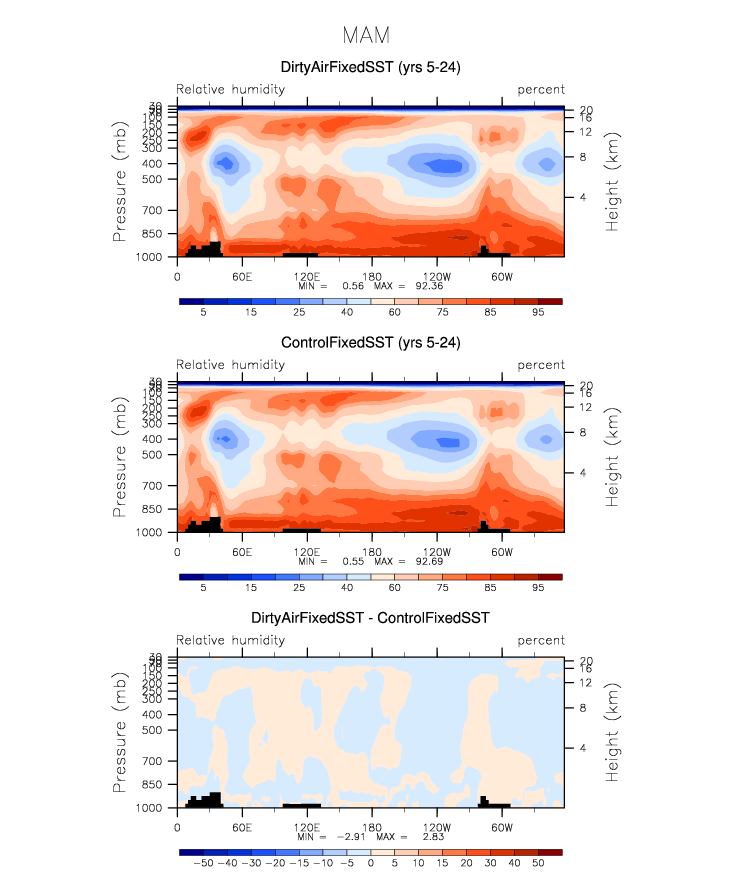 MAM
DirtyAirFixedSST (yrs 5-24)
Relative humidity percent
Pressure (mb)
100
150
200
250
300
400
500
700
850
1000
20
16
12
8
4
Height (km)
0 60E 120E 180 120W 60W
MIN = 0.56 MAX = 92.36
5 15 25 40 60 75 85 95
ControlFixedSST (yrs 5-24)
Relative humidity percent
Pressure (mb)
100
150
200
250
300
400
500
700
850
1000
20
16
12
8
4
Height (km)
0 60E 120E 180 120W 60W
MIN = 0.55 MAX = 92.69
5 15 25 40 60 75 85 95
DirtyAirFixedSST - ControlFixedSST
Relative humidity percent
Pressure (mb)
100
150
200
250
300
400
500
700
850
1000
20
16
12
8
4
Height (km)
0 60E 120E 180 120W 60W
MIN = -2.91 MAX = 2.83
-50 -40 -30 -20 -15 -10 -5 0 5 10 15 20 30 40 50